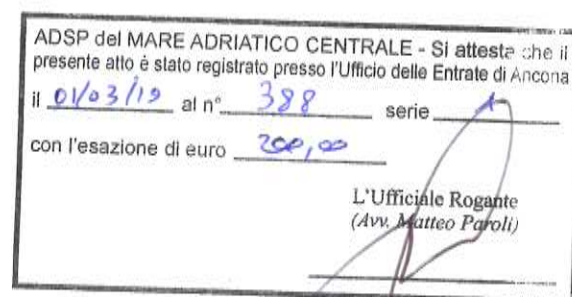 ADSP del MARE ADRIATICO CENTRALE - Si attesta che il
presente atto è stato registrato presso l'Ufficio delle Entrate di Ancona
il 01/03/19 al n° 388 serie
con l'esazione di euro 200,00
L'Ufficiale Rogante
(Avv. Matteo Paroli)